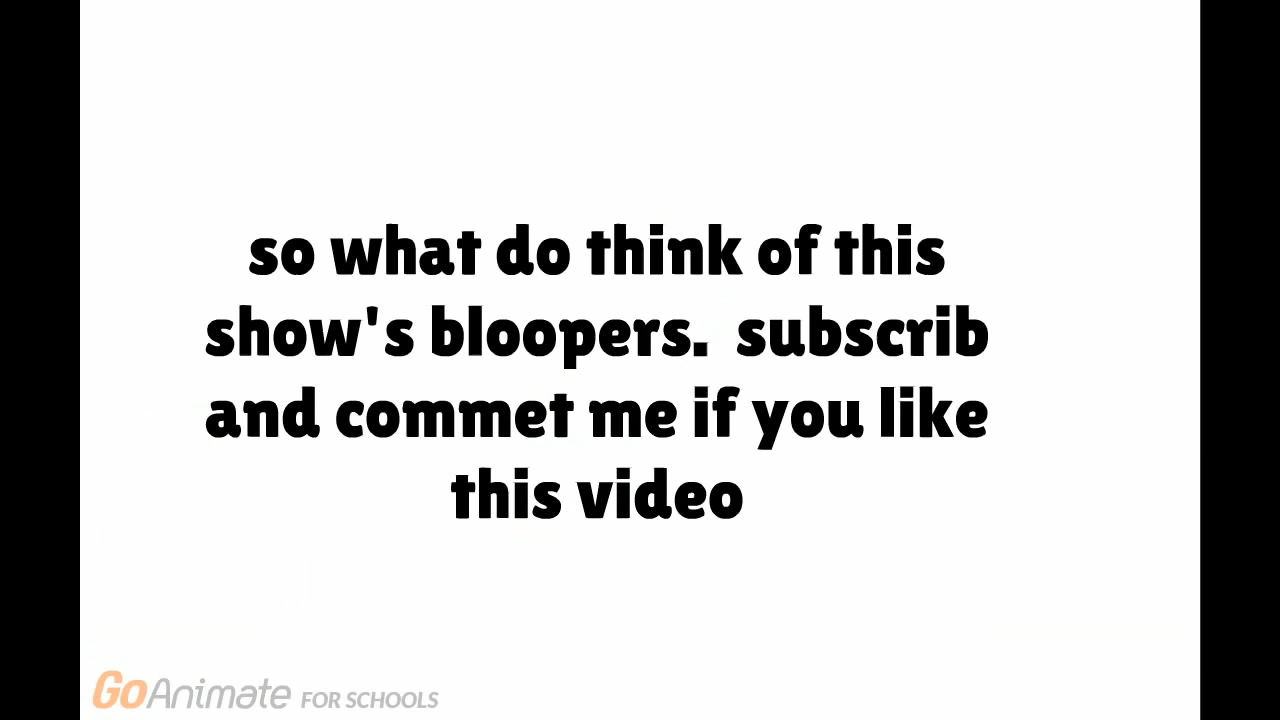 so what do think of this
show's bloopers.  subscrib
and commet me if you like
this video
GoAnimate FOR SCHOOLS